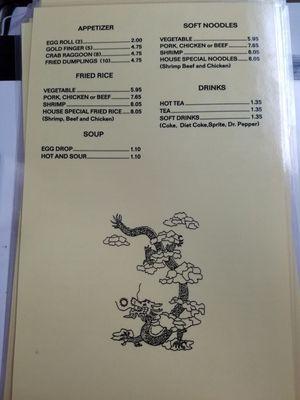 APPETIZER
EGG ROLL (2) 2.00
GOLD FINGER (5) 4.75
CRAB RAGGOON (8) 4.75
FRIED DUMPLINGS (10) 4.75
FRIED RICE
VEGETABLE 5.95
PORK, CHICKEN or BEEF 7.65
SHRIMP 8.05
HOUSE SPECIAL FRIED RICE 8.05
(Shrimp, Beef and Chicken)
SOUP
EGG DROP 1.10
HOT AND SOUR 1.10
SOFT NOODLES
VEGETABLE 5.95
PORK, CHICKEN or BEEF 7.65
SHRIMP 8.05
HOUSE SPECIAL NOODLES 8.05
(Shrimp Beef and Chicken)
DRINKS
HOT TEA 1.35
TEA 1.35
SOFT DRINKS 1.35
(Coke, Diet Coke,Sprite, Dr. Pepper)